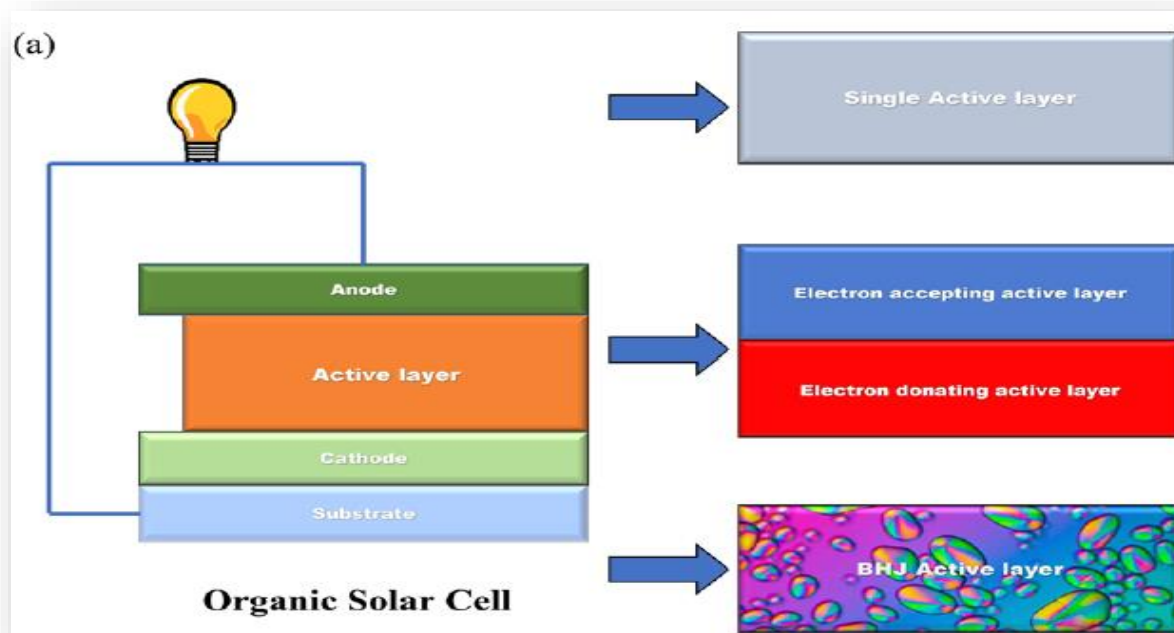 (a)
Single Active layer
Anode
Electron accepting active layer
Active layer
Electron donating active layer
Cathode
Substrate
BHJ Active layer
Organic Solar Cell